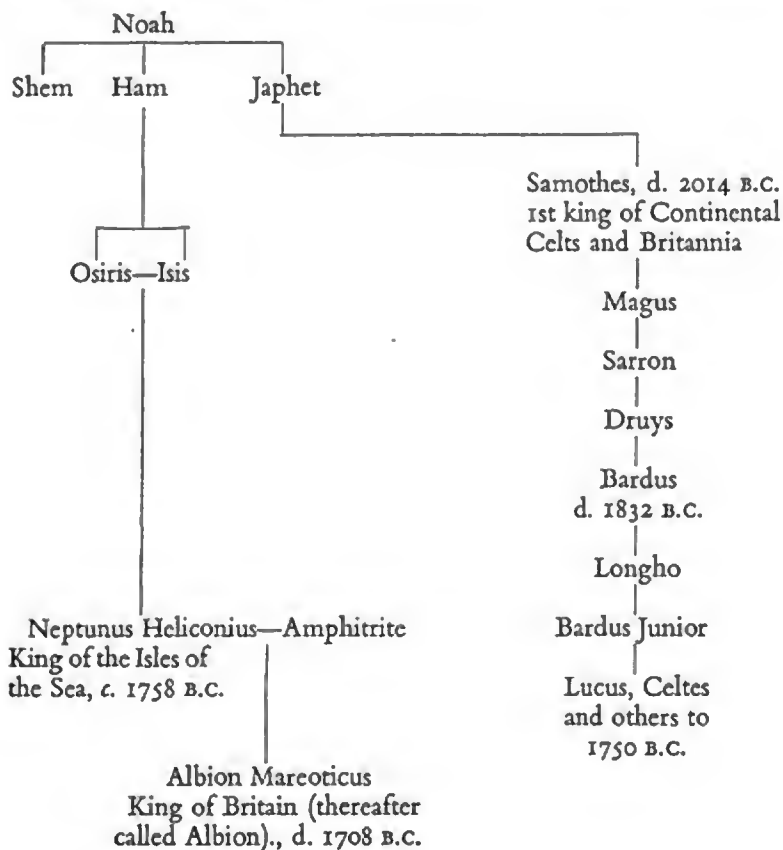 Noah
Shem Ham Japhet
Samothes, d. 2014 B.C.
1st king of Continental
Celts and Britannia
Osiris—Isis
Magus
Sarron
Druys
Bardus
d. 1832 B.C.
Longho
Neptunus Heliconius—Amphitrite
King of the Isles of
the Sea, c. 1758 B.C.
Bardus Junior
Lucus, Celtes
and others to
1750 B.C.
Albion Mareoticus
King of Britain (thereafter
called Albion)., d. 1708 B.C.